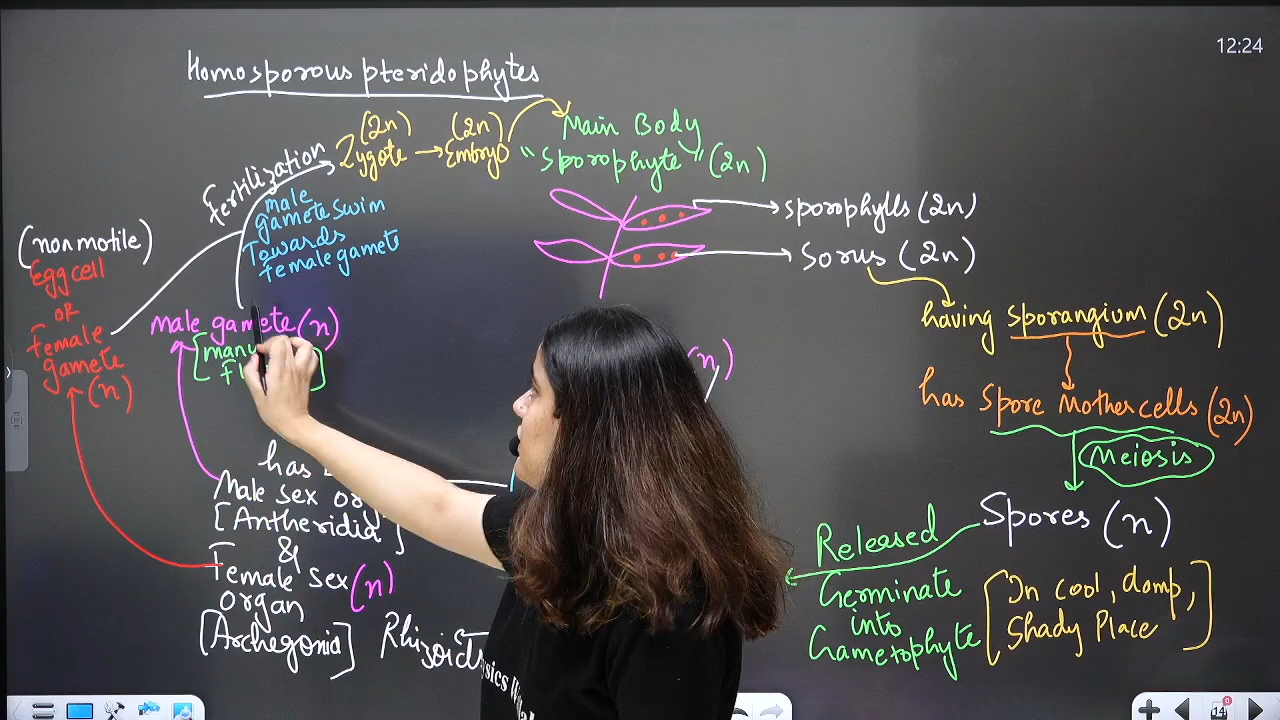 12:24
Homosporous pteridophytes
(2n) (2n)
Zygote → Embryo
Main Body
"Sporophyte" (2n)
fertilization
male
gamete swim
Towards
female gamete
sporophylls (2n)
Sorus (2n)
(nonmotile)
Egg cell
or
Female
gamete
(n)
Male gamete (n)
having sporangium (2n)
has Spore Mother cells (2n)
Meiosis
Spores (n)
Released
Germinate
into
Gametophyte
[In cool, damp,
Shady Place]
(n)
has
Male sex
[Antheridia]
&
Female sex (n)
organ
[Archegonia]
Rhizoids
14